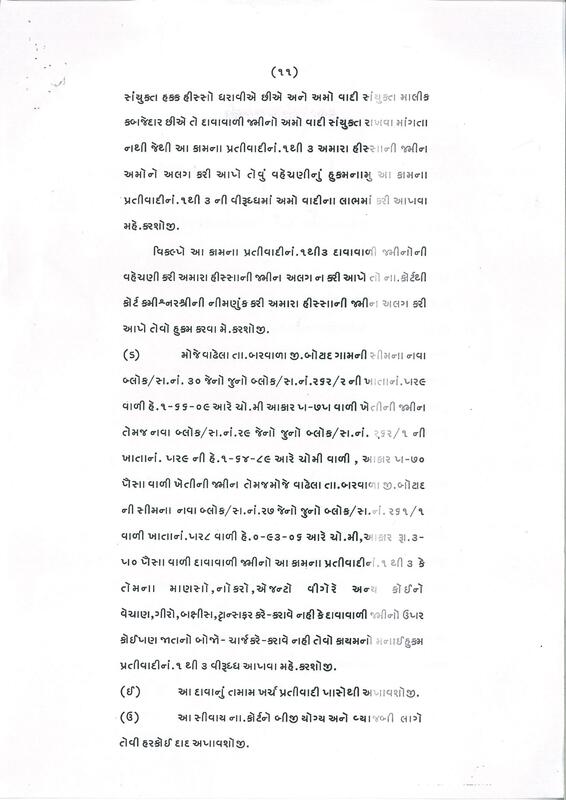 (૧૧)
સંયુક્ત હક્ક હીસ્સો ધરાવીએ છીએ અને અમો વાદી સંયુક્ત માલીક
કબજેદાર છીએ તે દાવાવાળી જમીનો અમો વાદી સંયુક્ત રાખવા માંગતા
નથી જેથી આ કામના પ્રતીવાદીનં.૧થી ૩ અમારા હીસ્સાની જમીન
અમોને અલગ કરી આપે તેવું વહેચણીનું હુકમનામુ આ કામના
પ્રતીવાદીનં.૧થી ૩ ની વીરૂધ્ધમાં અમો વાદીના લાભમાં કરી આપવા
મહે.કરશોજી.
વિકલ્પે આ કામના પ્રતીવાદીનં.૧થી૩ દાવાવાળી જમીનોની
વહેચણી કરી અમારા હીસ્સાની જમીન અલગ ન કરી આપે તો ના.કોર્ટથી
કોર્ટ કમીશ્નરશ્રીની નીમણુંક કરી અમારા હીસ્સાની જમીન અલગ કરી
આપે તેવો હુકમ કરવા મે.કરશોજી.
(ડ) મોજે વાઢેલા તા.બરવાળા જી.બોટાદ ગામની સીમના નવા
બ્લોક/સ.નં. ૩૦ જેનો જુનો બ્લોક/સ.નં.૨૬૨/૨ ની ખાતાનં.૫૨૯
વાળી હે.૧-૬૬-૦૯ આરે ચો.મી આકાર ૫-૭૫ વાળી ખેતીની જમીન
તેમજ નવા બ્લોક/સ.નં.૨૯ જેનો જુનો બ્લોક/સ.નં. ૨૬૨/૧ ની
ખાતાનં. ૫૨૯ ની હે.૧-૬૪-૮૯ આરે ચોમી વાળી , આકાર ૫-૭૦
પૈસા વાળી ખેતીની જમીન તેમજમોજે વાઢેલા તા.બરવાળા જી.બોટાદ
ની સીમના નવા બ્લોક/સ.નં.૨૭ જેનો જુનો બ્લોક/સ.નં. ૨૬૧/૧
વાળી ખાતાનં.૫૨૮ વાળી હે.૦-૯૩-૦૬ આરે ચો.મી,આકાર રૂા.૩-
૫૦ પૈસા વાળી દાવાવાળી જમીનો આ કામના પ્રતીવાદીનં.૧ થી ૩ કે
તેમના માણસો,નોકરો,એજન્ટો વીગેરે અન્ય કોઈને
વેચાણ,ગીરો,બક્ષીસ,ટ્રાન્સફર કરે-કરાવે નહી કે દાવાવાળી જમીનો ઉપર
કોઈપણ જાતનો બોજો- ચાર્જ કરે-કરાવે નહી તેવો કાયમનો મનાઈહુકમ
પ્રતીવાદીનં.૧ થી ૩ વીરૂધ્ધ આપવા મહે.કરશોજી.
(ઈ) આ દાવાનું તમામ ખર્ચ પ્રતીવાદી પાસેથી અપાવશોજી.
(ઉ) આ સીવાય ના.કોર્ટને બીજી યોગ્ય અને વ્યાજબી લાગે
તેવી હરકોઈ દાદ અપાવશોજી.